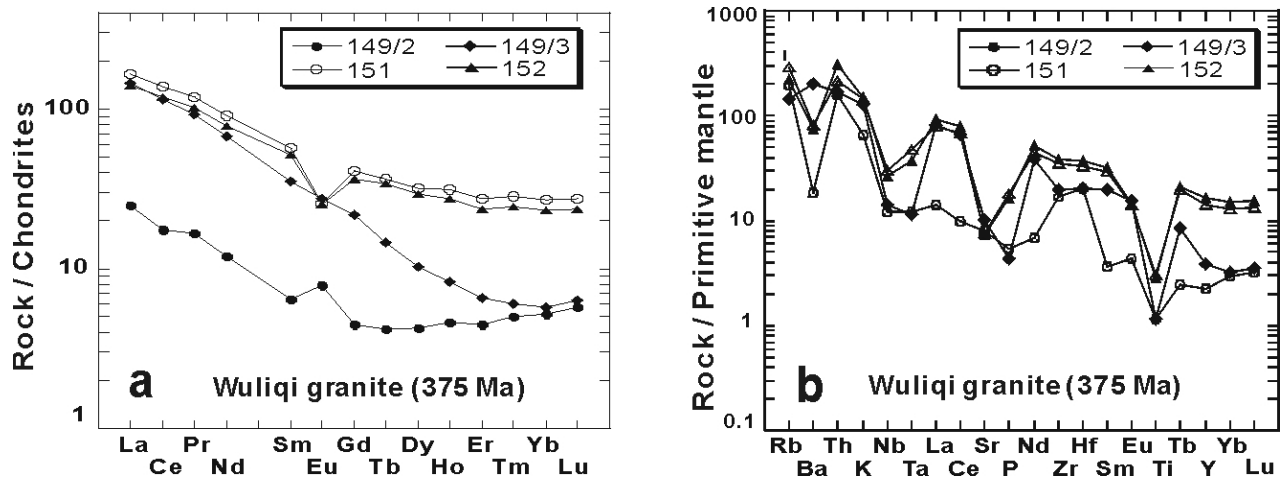 149/2 149/3
151 152
100
10
1
Rock / Chondrites
a Wuliqi granite (375 Ma)
La Pr Sm Gd Dy Er Yb
Ce Nd Eu Tb Ho Tm Lu
149/2 149/3
151 152
1000
100
10
1
0.1
Rock / Primitive mantle
b Wuliqi granite (375 Ma)
Rb Th Nb La Sr Nd Hf Eu Tb Yb
Ba K Ta Ce P Zr Sm Ti Y Lu